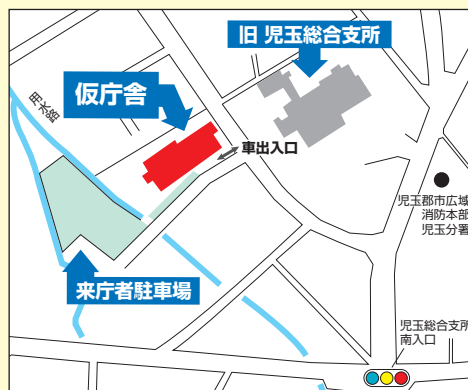 旧 児玉総合支所
仮庁舎
用水路
車出入口
児玉郡市広域
消防本部
児玉分署
来庁者駐車場
児玉総合支所
南入口